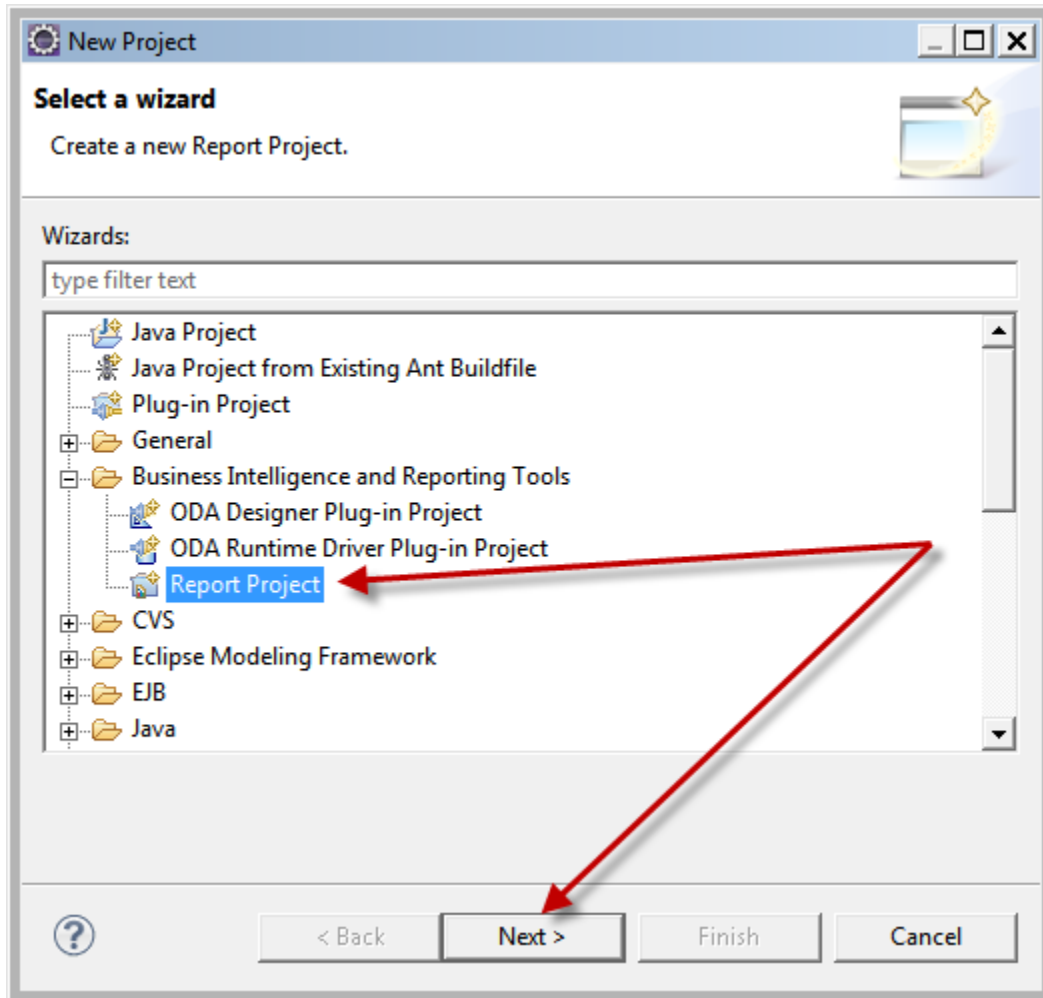 New Project
Select a wizard
Create a new Report Project.
Wizards:
type filter text
Java Project
Java Project from Existing Ant Buildfile
Plug-in Project
General
Business Intelligence and Reporting Tools
ODA Designer Plug-in Project
ODA Runtime Driver Plug-in Project
Report Project
CVS
Eclipse Modeling Framework
EJB
Java
? < Back Next > Finish Cancel